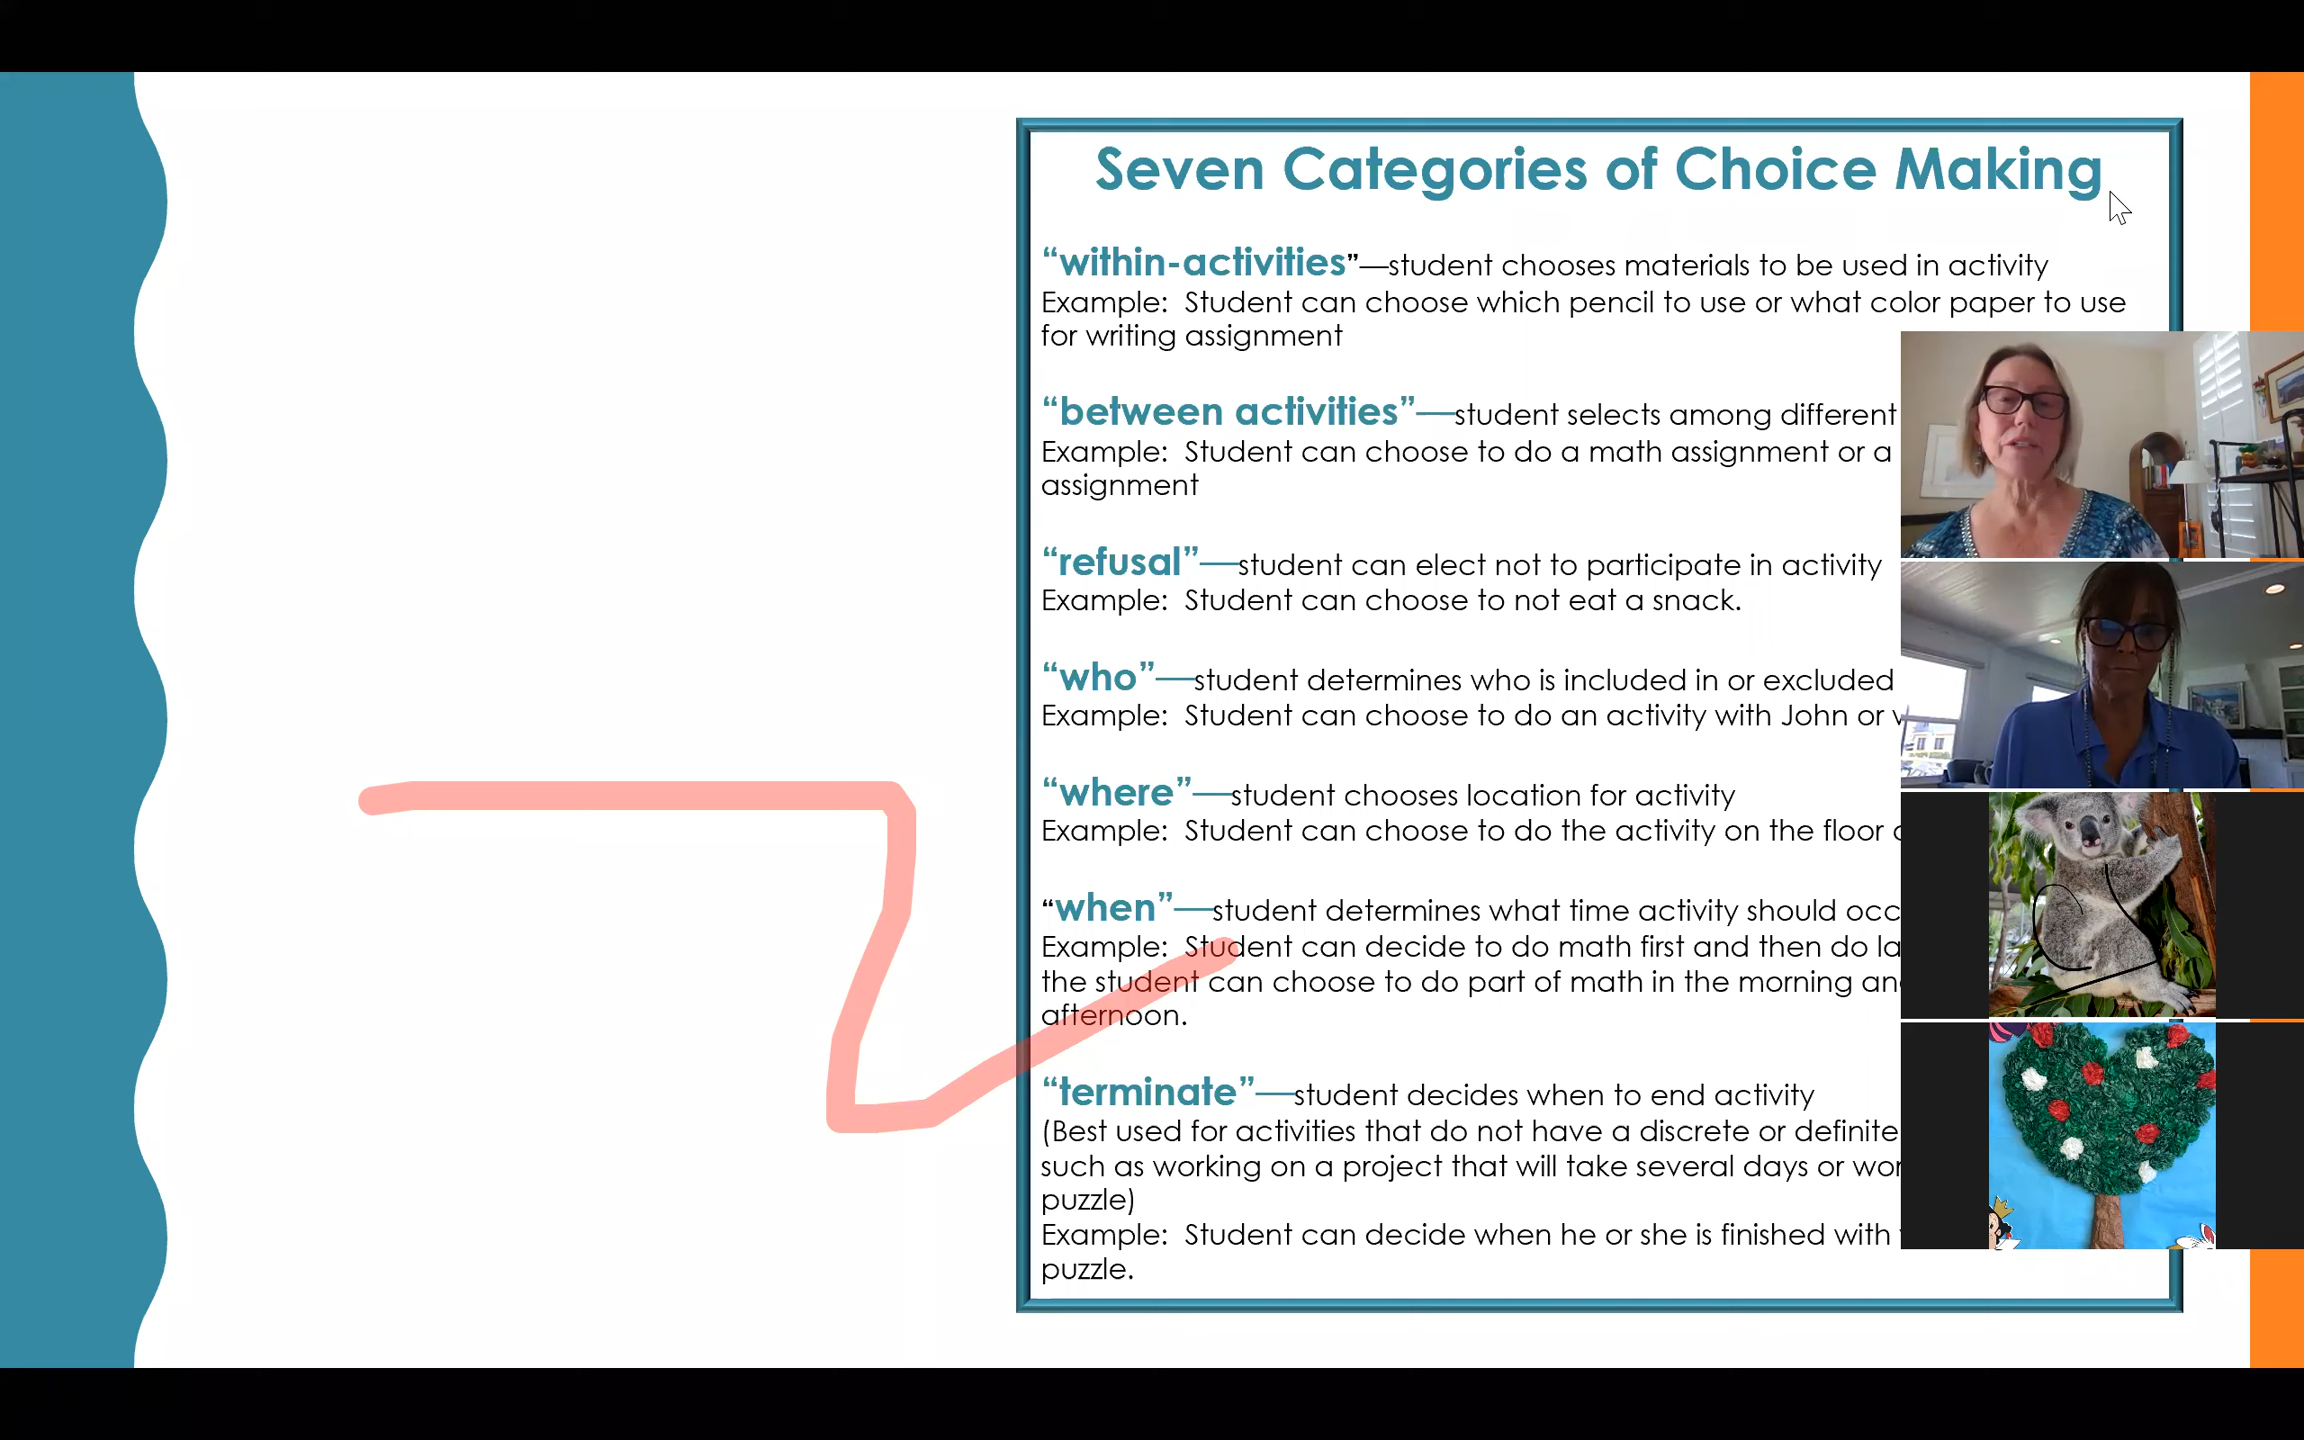 Seven Categories of Choice Making
“within-activities”—student chooses materials to be used in activity
Example: Student can choose which pencil to use or what color paper to use
for writing assignment
“between activities”—student selects among different
Example: Student can choose to do a math assignment or a
assignment
“refusal”—student can elect not to participate in activity
Example: Student can choose to not eat a snack.
“who”—student determines who is included in or excluded
Example: Student can choose to do an activity with John or
“where”—student chooses location for activity
Example: Student can choose to do the activity on the floor
“when”—student determines what time activity should
Example: Student can decide to do math first and then do
the student can choose to do part of math in the morning
afternoon.
“terminate”—student decides when to end activity
(Best used for activities that do not have a discrete or definite
such as working on a project that will take several days or
puzzle)
Example: Student can decide when he or she is finished with
puzzle.